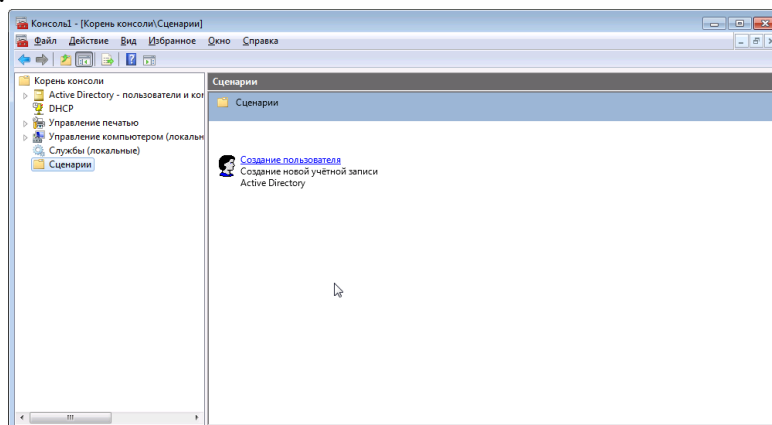 Консоль1 - [Корень консоли\Сценарии]
Файл Действие Вид Избранное Окно Справка
Корень консоли
Active Directory - пользователи и ко
DHCP
Управление печатью
Управление компьютером (локальн
Службы (локальные)
Сценарии
Сценарии
Сценарии
Создание пользователя
Создание новой учётной записи
Active Directory